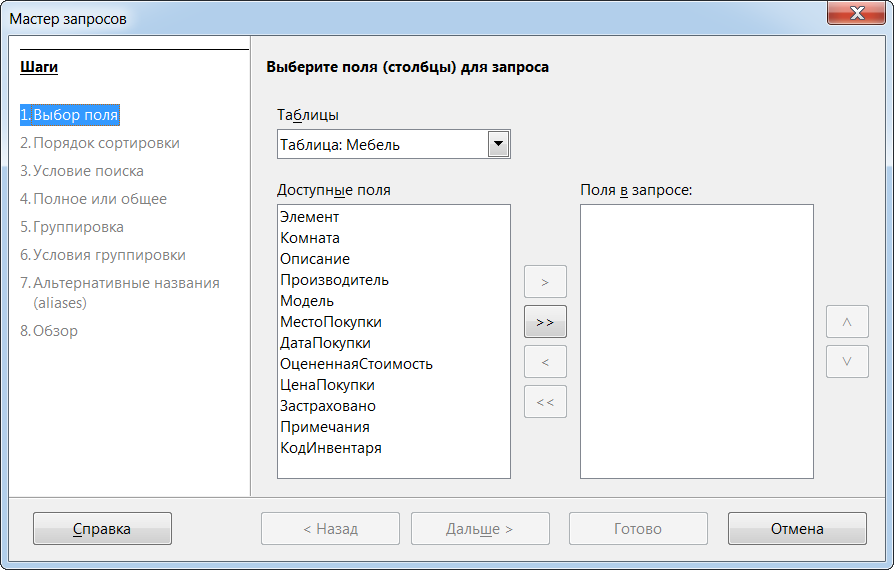 Мастер запросов
Шаги
1. Выбор поля
2. Порядок сортировки
3. Условие поиска
4. Полное или общее
5. Группировка
6. Условия группировки
7. Альтернативные названия
(aliases)
8. Обзор
Выберите поля (столбцы) для запроса
Таблицы
Таблица: Мебель
Доступные поля
Элемент
Комната
Описание
Производитель
Модель
МестоПокупки
ДатаПокупки
ОцененнаяСтоимость
ЦенаПокупки
Застраховано
Примечания
КодИнвентаря
>
>>
<
<<
Поля в запросе:
Справка
< Назад
Дальше >
Готово
Отмена